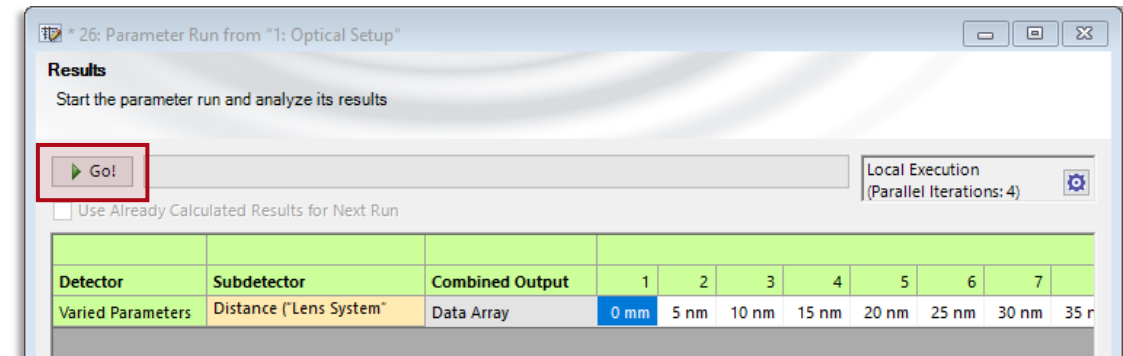 * 26: Parameter Run from "1: Optical Setup"
Results
Start the parameter run and analyze its results
Go!
Local Execution
(Parallel Iterations: 4)
Use Already Calculated Results for Next Run
Detector Subdetector Combined Output 1 2 3 4 5 6 7
Varied Parameters Distance ("Lens System" Data Array 0 mm 5 nm 10 nm 15 nm 20 nm 25 nm 30 nm 35 n